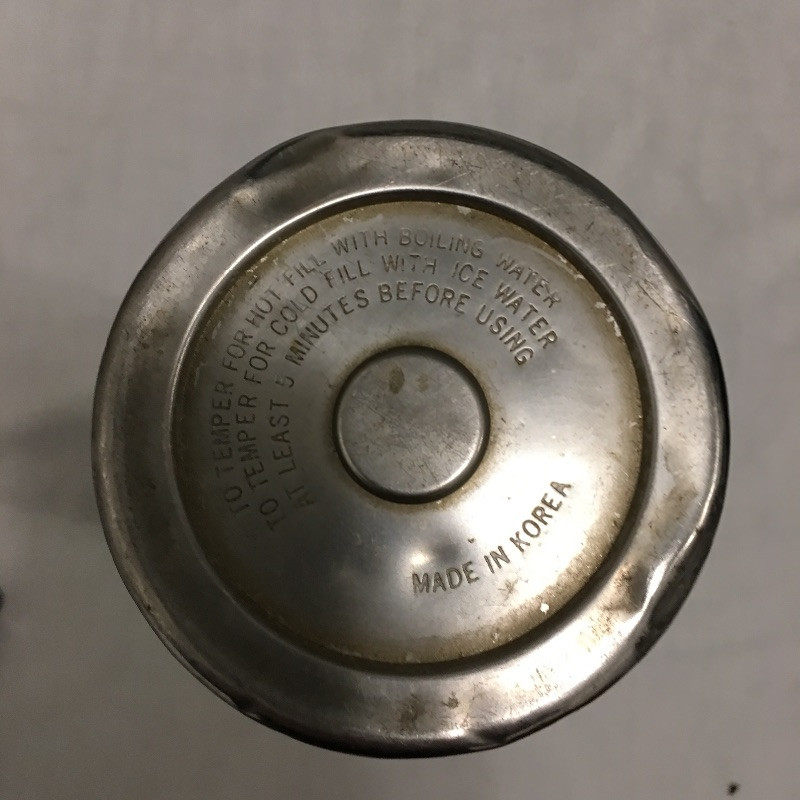 TO TEMPER FOR HOT FILL WITH BOILING WATER
TO TEMPER FOR COLD FILL WITH ICE WATER
AT LEAST 5 MINUTES BEFORE USING
MADE IN KOREA